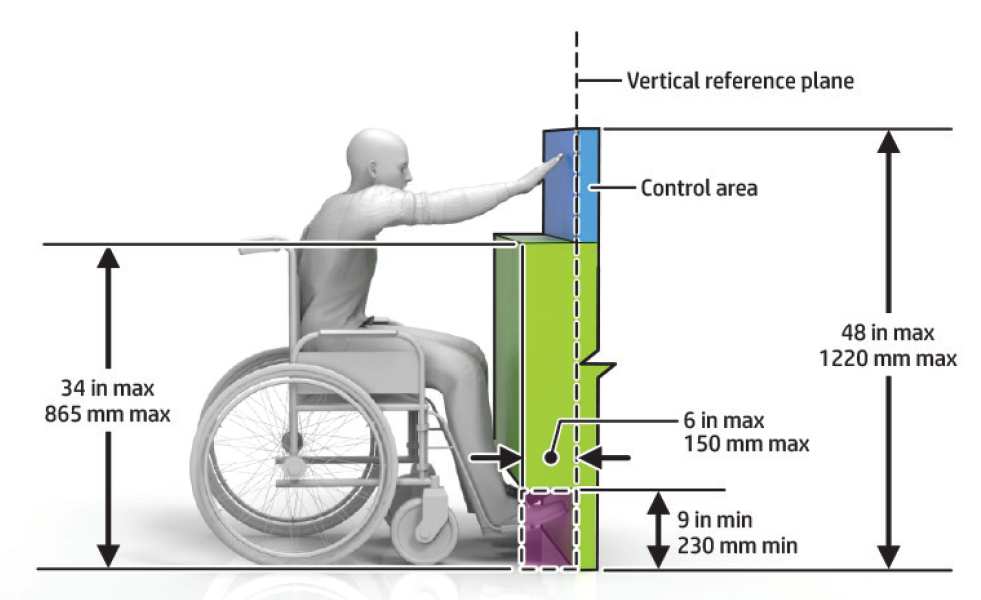 Vertical reference plane
Control area
48 in max
1220 mm max
34 in max
865 mm max
6 in max
150 mm max
9 in min
230 mm min